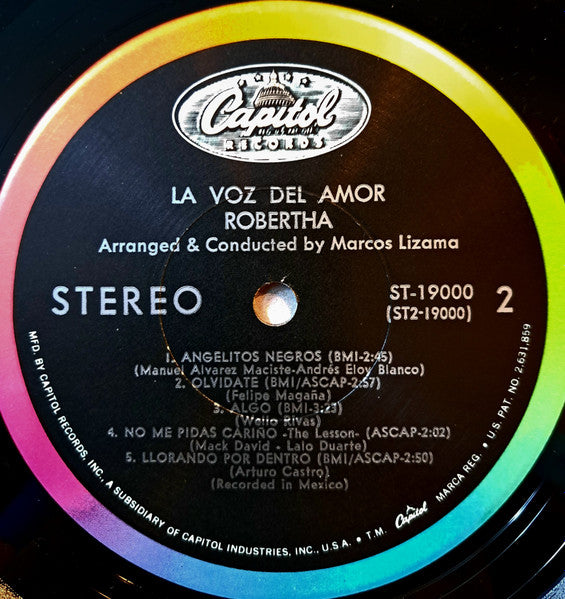 Capitol
RECORDS
LA VOZ DEL AMOR
ROBERTHA
Arranged & Conducted by Marcos Lizama
STEREO
ST-19000 2
(ST2-19000)
1. ANGELITOS NEGROS (BMI-2:45)
(Manuel Alvarez Maciste-Andrés Eloy Blanco)
2. OLVIDATE (BMI/ASCAP-2:57)
(Felipe Magaña)
3. ALGO (BMI-3:23)
(Wello Rivas)
4. NO ME PIDAS CARIÑO -The Lesson- (ASCAP-2:02)
(Mack David - Lalo Duarte)
5. LLORANDO POR DENTRO (BMI/ASCAP-2:50)
(Arturo Castro)
(Recorded in Mexico)
MFD. BY CAPITOL RECORDS, INC., A SUBSIDIARY OF CAPITOL INDUSTRIES, INC., U.S.A. • T.M. Capitol MARCA REG. • U.S. PAT. NO. 2,631,859